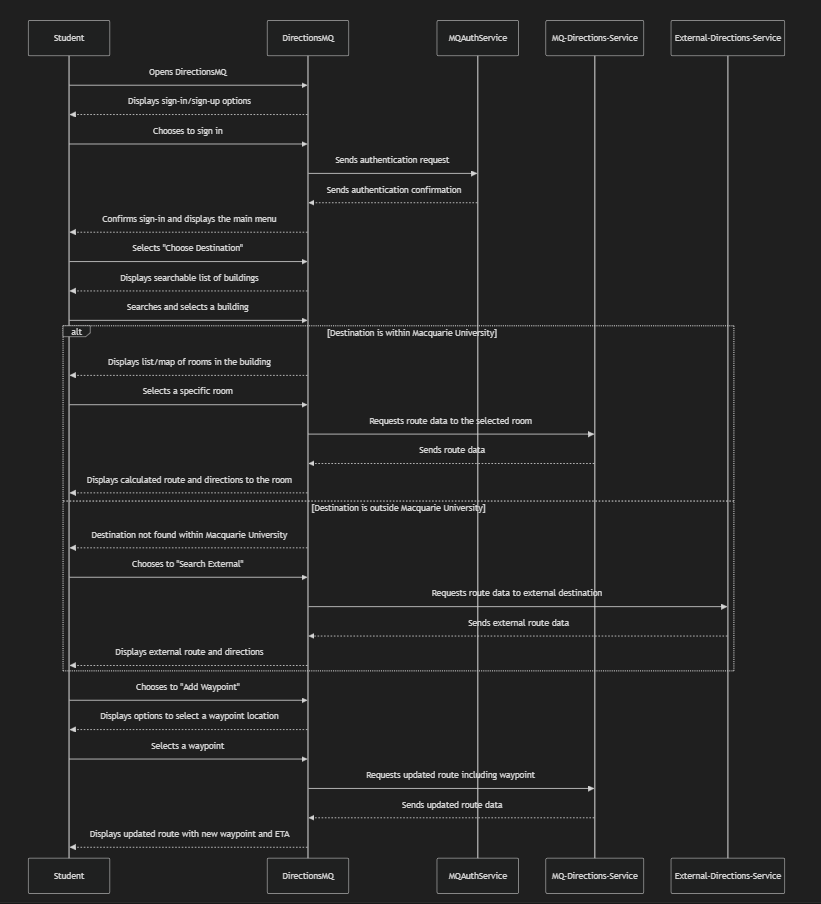 Student
DirectionsMQ
MQAuthService
MQ-Directions-Service
External-Directions-Service
Opens DirectionsMQ
Displays sign-in/sign-up options
Chooses to sign in
Sends authentication request
Sends authentication confirmation
Confirms sign-in and displays the main menu
Selects "Choose Destination"
Displays searchable list of buildings
Searches and selects a building
alt
[Destination is within Macquarie University]
Displays list/map of rooms in the building
Selects a specific room
Requests route data to the selected room
Sends route data
Displays calculated route and directions to the room
[Destination is outside Macquarie University]
Destination not found within Macquarie University
Chooses to "Search External"
Requests route data to external destination
Sends external route data
Displays external route and directions
Chooses to "Add Waypoint"
Displays options to select a waypoint location
Selects a waypoint
Requests updated route including waypoint
Sends updated route data
Displays updated route with new waypoint and ETA
Student
DirectionsMQ
MQAuthService
MQ-Directions-Service
External-Directions-Service